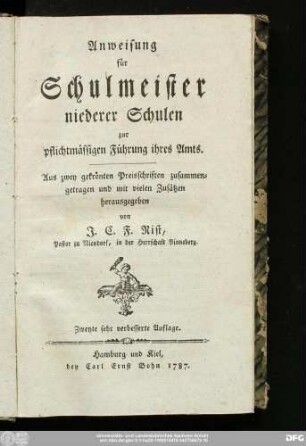 Anweisung
für
Schulmeister
niederer Schulen
zur
pflichtmässigen Führung ihres Amts.
Aus zwey gekrönten Preisschriften zusammen-
getragen und mit vielen Zusätzen
herausgegeben
von
J. C. F. Rist,
Pastor zu Niendorf, in der Herrschaft Pinneberg.
Zweyte sehr verbesserte Auflage.
Hamburg und Kiel,
bey Carl Ernst Bohn 1787.
DFG